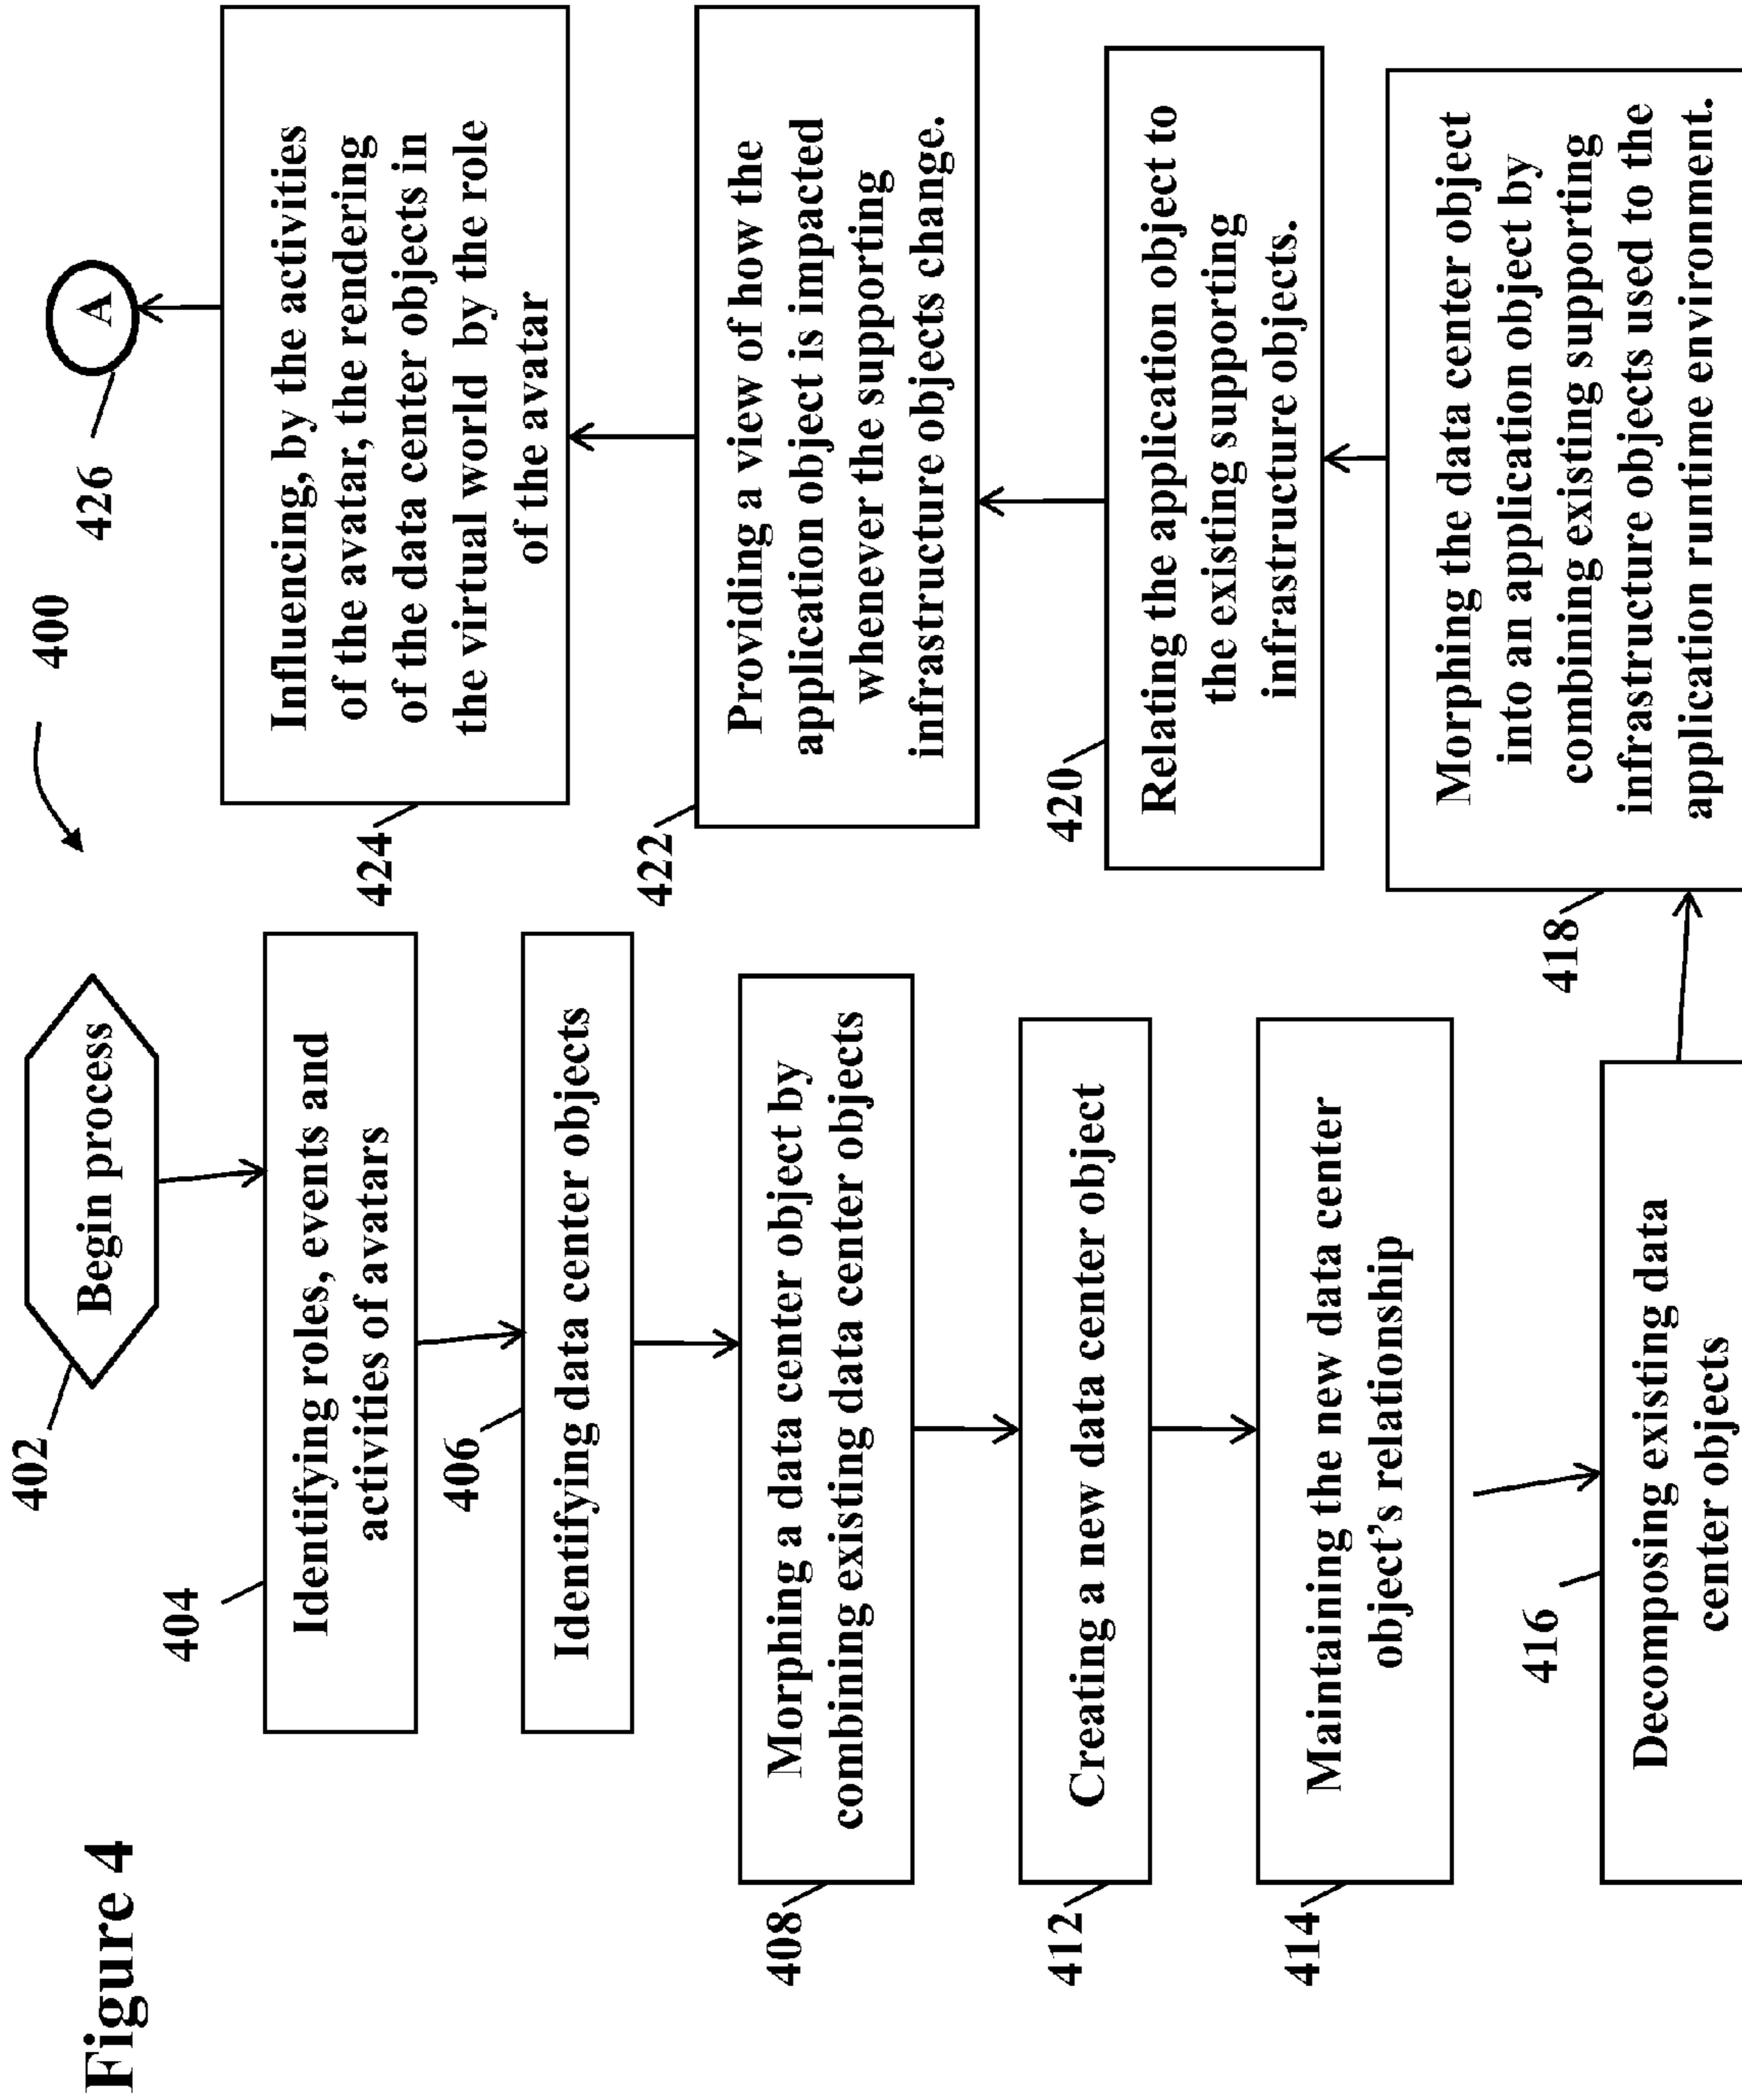 Figure 4
400
402
Begin process
404
Identifying roles, events and
activities of avatars
406
Identifying data center objects
408
Morphing a data center object by
combining existing data center objects
412
Creating a new data center object
414
Maintaining the new data center
object’s relationship
416
Decomposing existing data
center objects
418
Morphing the data center object
into an application object by
combining existing supporting
infrastructure objects used to the
application runtime environment.
420
Relating the application object to
the existing supporting
infrastructure objects.
422
Providing a view of how the
application object is impacted
whenever the supporting
infrastructure objects change.
424
Influencing, by the activities
of the avatar, the rendering
of the data center objects in
the virtual world by the role
of the avatar
426
A